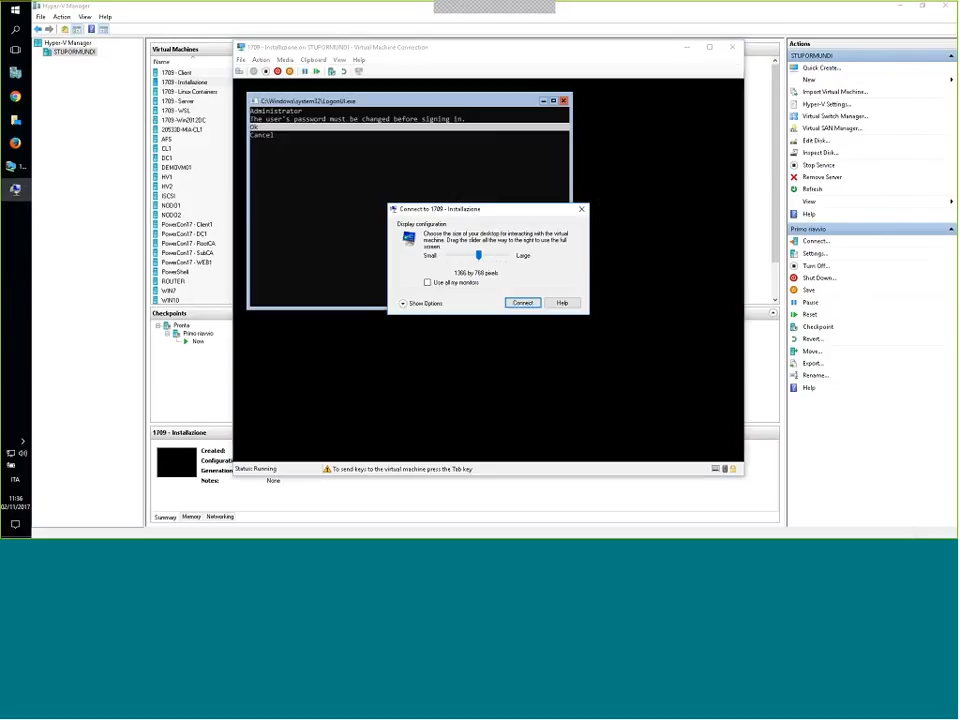 Hyper-V Manager
File Action View Help
Hyper-V Manager
STUPORMUNDI
Virtual Machines
Name
1709 - Client
1709 - Installazione
1709 - Linux Containers
1709 - Server
1709 - WSL
1709-Win2012DC
20533D-MIA-CL1
AFS
CL1
DC1
DEMOVM01
HV1
HV2
ISCSI
NODO1
NODO2
PowerCon17 - Client1
PowerCon17 - DC1
PowerCon17 - RootCA
PowerCon17 - SubCA
PowerCon17 - WEB1
PowerShell
ROUTER
WIN7
WIN10
Checkpoints
Pronta
Primo riavvio
Now
1709 - Installazione
Created:
Configurati
Generation
Notes: None
Summary Memory Networking
1709 - Installazione on STUPORMUNDI - Virtual Machine Connection
File Action Media Clipboard View Help
C:\Windows\system32\LogonUI.exe
Administrator
The user's password must be changed before signing in.
Ok
Cancel
Connect to 1709 - Installazione
Display configuration
Choose the size of your desktop for interacting with the virtual
machine. Drag the slider all the way to the right to use the full
screen.
Small Large
1366 by 768 pixels
Use all my monitors
Show Options Connect Help
Status: Running To send keys to the virtual machine press the Tab key
Actions
STUPORMUNDI
Quick Create...
New
Import Virtual Machine...
Hyper-V Settings...
Virtual Switch Manager...
Virtual SAN Manager...
Edit Disk...
Inspect Disk...
Stop Service
Remove Server
Refresh
View
Help
Primo riavvio
Connect...
Settings...
Turn Off...
Shut Down...
Save
Pause
Reset
Checkpoint
Revert...
Move...
Export...
Rename...
Help
1...
ITA
11:36
02/11/2017